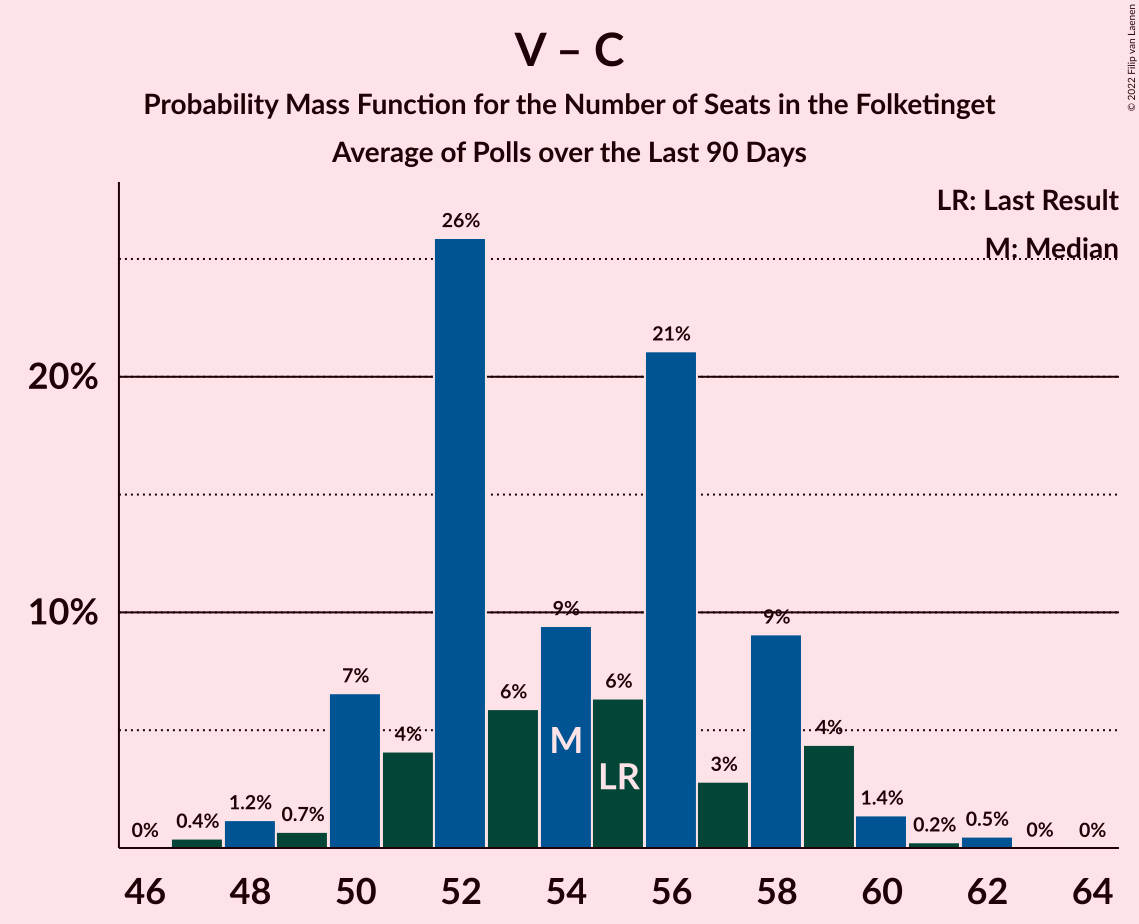 V – C
Probability Mass Function for the Number of Seats in the Folketinget
Average of Polls over the Last 90 Days
© 2022 Filip van Laenen
LR: Last Result
M: Median
20%
10%
0%
0.4%
1.2%
0.7%
7%
4%
26%
6%
9%
6%
21%
3%
9%
4%
1.4%
0.2%
0.5%
0%
0%
M
LR
46 48 50 52 54 56 58 60 62 64